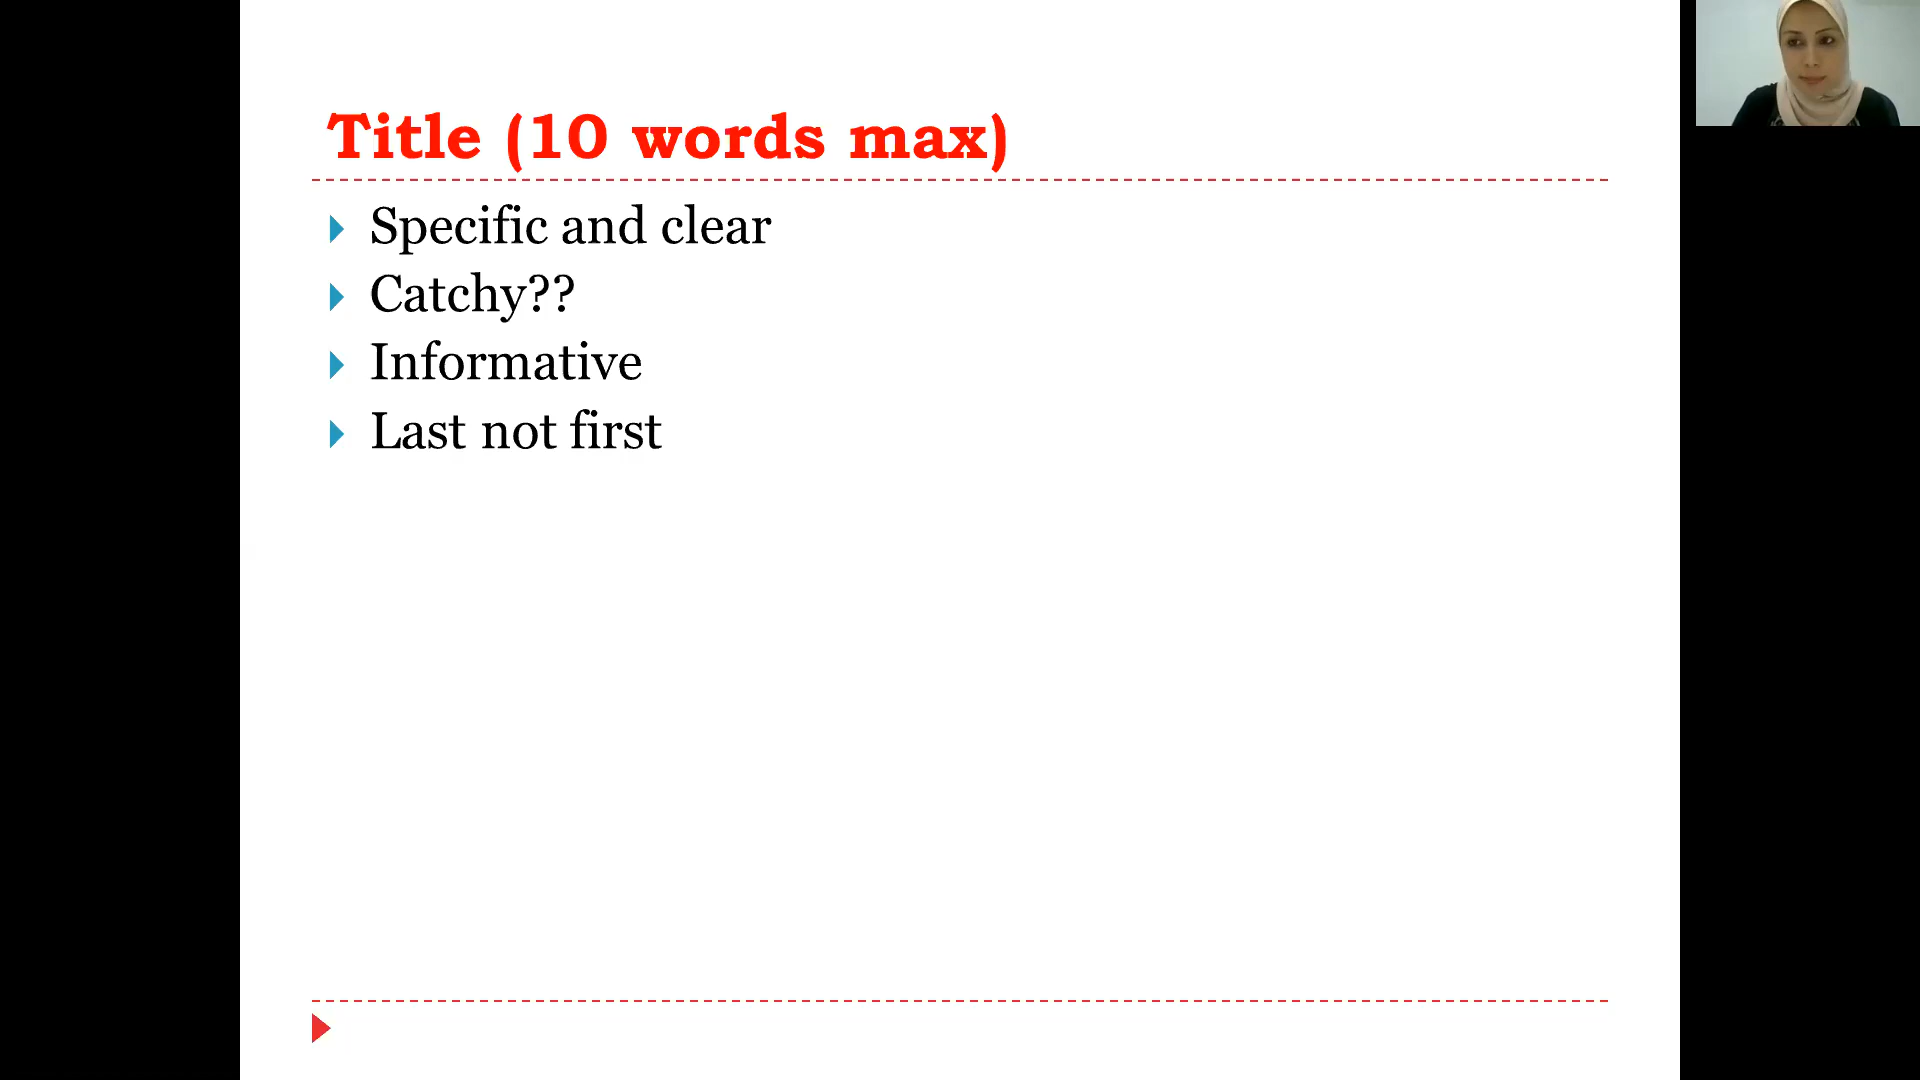 Title (10 words max)
Specific and clear
Catchy??
Informative
Last not first